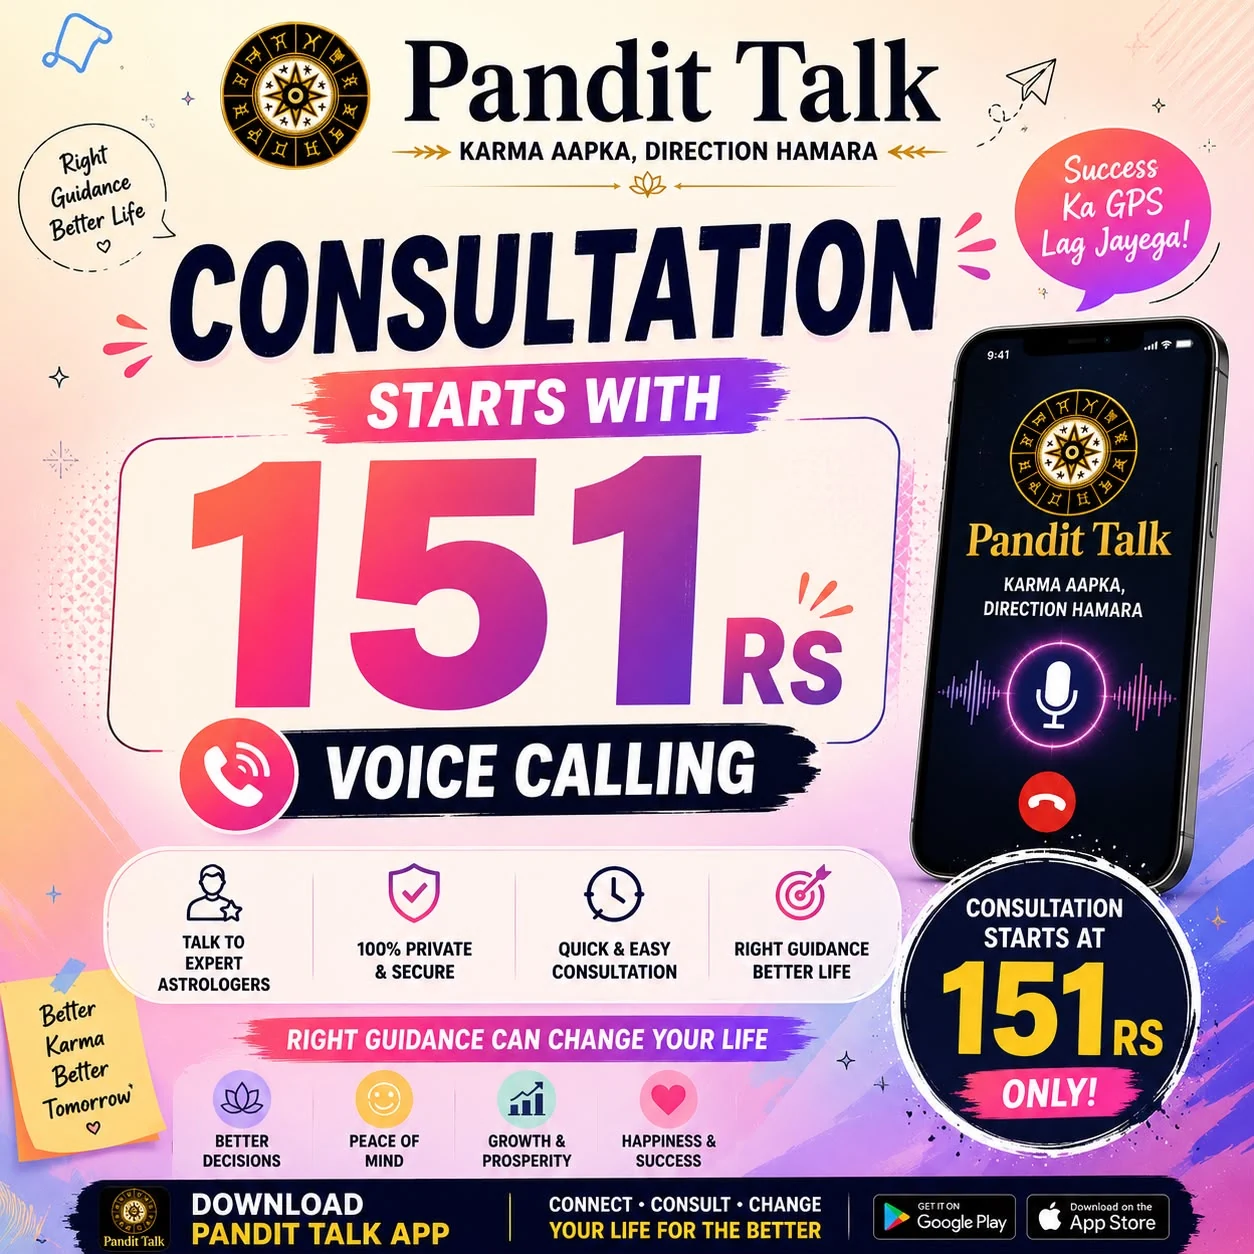 Pandit Talk
KARMA AAPKA, DIRECTION HAMARA
Right
Guidance
Better Life
Success
Ka GPS
Lag Jayega!
CONSULTATION
STARTS WITH
151 RS
VOICE CALLING
9:41
Pandit Talk
KARMA AAPKA,
DIRECTION HAMARA
TALK TO
EXPERT
ASTROLOGERS
100% PRIVATE
& SECURE
QUICK & EASY
CONSULTATION
RIGHT GUIDANCE
BETTER LIFE
CONSULTATION
STARTS AT
151 RS
ONLY!
Better
Karma
Better
Tomorrow
RIGHT GUIDANCE CAN CHANGE YOUR LIFE
BETTER
DECISIONS
PEACE OF
MIND
GROWTH &
PROSPERITY
HAPPINESS &
SUCCESS
Pandit Talk
DOWNLOAD
PANDIT TALK APP
CONNECT • CONSULT • CHANGE
YOUR LIFE FOR THE BETTER
GET IT ON
Google Play
Download on the
App Store